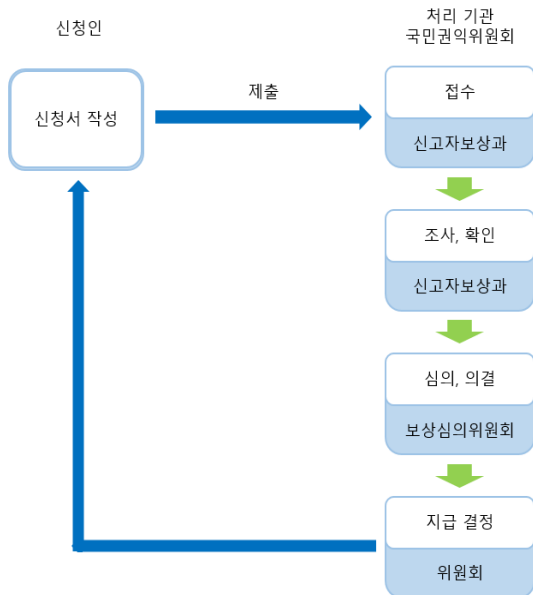 신청인
처리 기관
국민권익위원회
신청서 작성
제출
접수
신고자보상과
조사, 확인
신고자보상과
심의, 의결
보상심의위원회
지급 결정
위원회